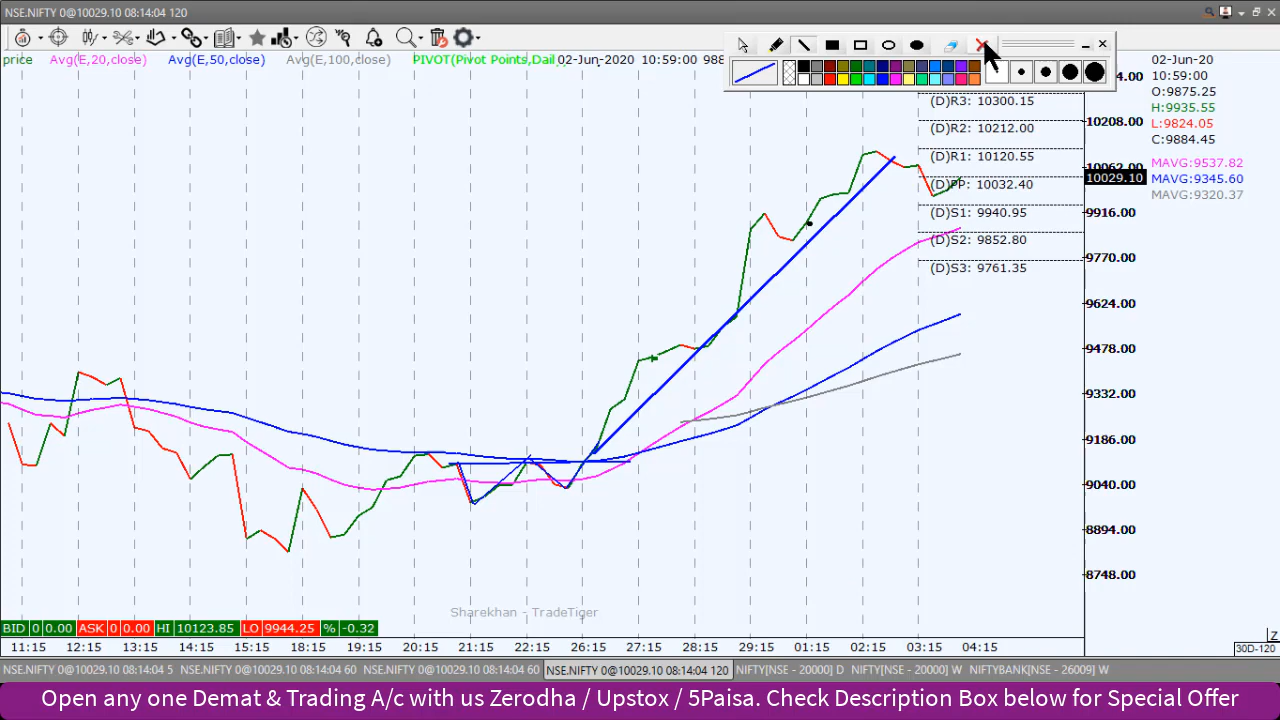 NSE.NIFTY 0@10029.10 08:14:04 120
price Avg(E,20,close) Avg(E,50,close) Avg(E,100,close) PIVOT(Pivot Points,Dail 02-Jun-2020 10:59:00 988
02-Jun-20
10:59:00
O:9875.25
H:9935.55
L:9824.05
C:9884.45
MAVG:9537.82
MAVG:9345.60
MAVG:9320.37
(D)R3: 10300.15
(D)R2: 10212.00
(D)R1: 10120.55
(D)PP: 10032.40
(D)S1: 9940.95
(D)S2: 9852.80
(D)S3: 9761.35
10208.00
10062.00
10029.10
9916.00
9770.00
9624.00
9478.00
9332.00
9186.00
9040.00
8894.00
8748.00
Sharekhan - TradeTiger
BID 0 0.00 ASK 0 0.00 HI 10123.85 LO 9944.25 % -0.32
11:15 12:15 13:15 14:15 15:15 18:15 19:15 20:15 21:15 22:15 26:15 27:15 28:15 29:15 01:15 02:15 03:15 04:15
Z
30D-120
NSE.NIFTY 0@10029.10 08:14:04 5 NSE.NIFTY 0@10029.10 08:14:04 60 NSE.NIFTY 0@10029.10 08:14:04 60 NSE.NIFTY 0@10029.10 08:14:04 120 NIFTY[NSE - 20000] D NIFTY[NSE - 20000] W NIFTYBANK[NSE - 26009] W
Open any one Demat & Trading A/c with us Zerodha / Upstox / 5Paisa. Check Description Box below for Special Offer